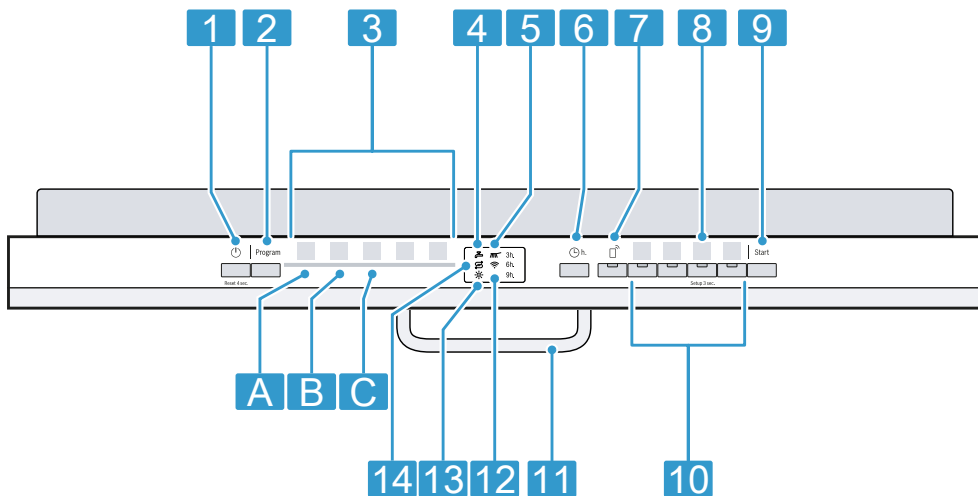 1 2 3 4 5 6 7 8 9
Program h. Start
3h.
6h.
9h.
Reset 4 sec. Setup 3 sec.
A B C
14 13 12 11 10